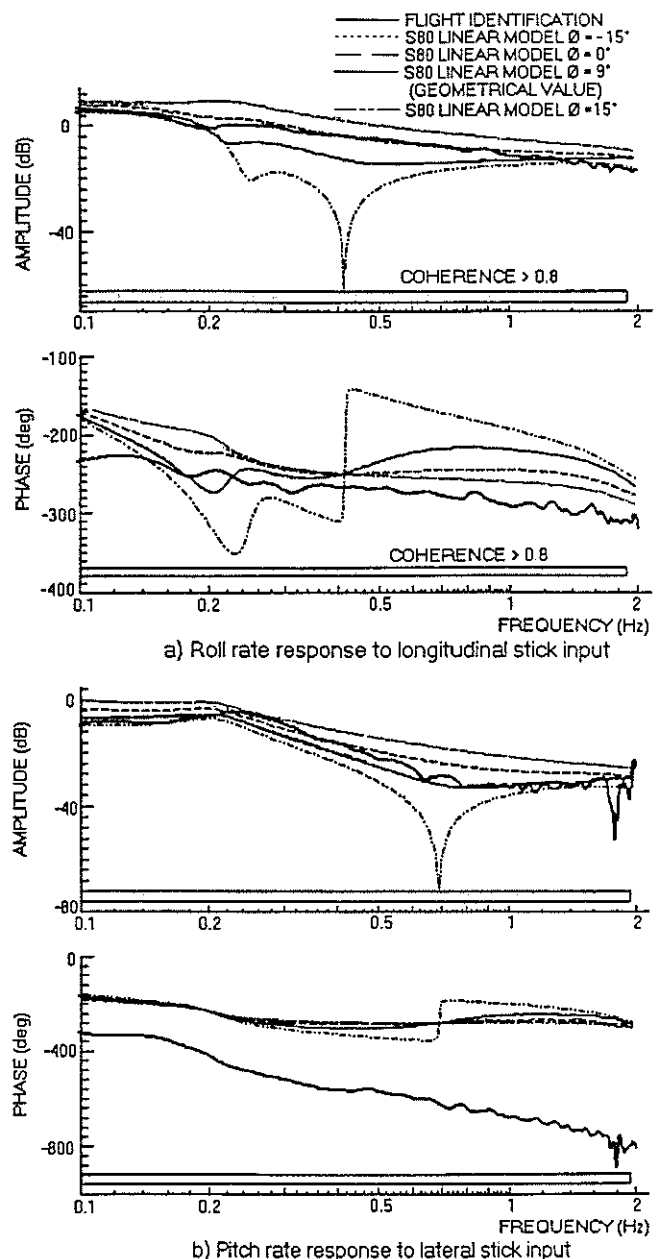 FLIGHT IDENTIFICATION
S80 LINEAR MODEL Ø = -15°
S80 LINEAR MODEL Ø = 0°
S80 LINEAR MODEL Ø = 9°
(GEOMETRICAL VALUE)
S80 LINEAR MODEL Ø = 15°
AMPLITUDE (dB)
0
-40
COHERENCE > 0.8
0.1
0.2
0.5
1
2
PHASE (deg)
-100
-200
-300
-400
COHERENCE > 0.8
0.1
0.2
0.5
1
2
FREQUENCY (Hz)
a) Roll rate response to longitudinal stick input
AMPLITUDE (dB)
0
-40
-80
0.1
0.2
0.5
1
2
PHASE (deg)
0
-400
-800
0.1
0.2
0.5
1
2
FREQUENCY (Hz)
b) Pitch rate response to lateral stick input